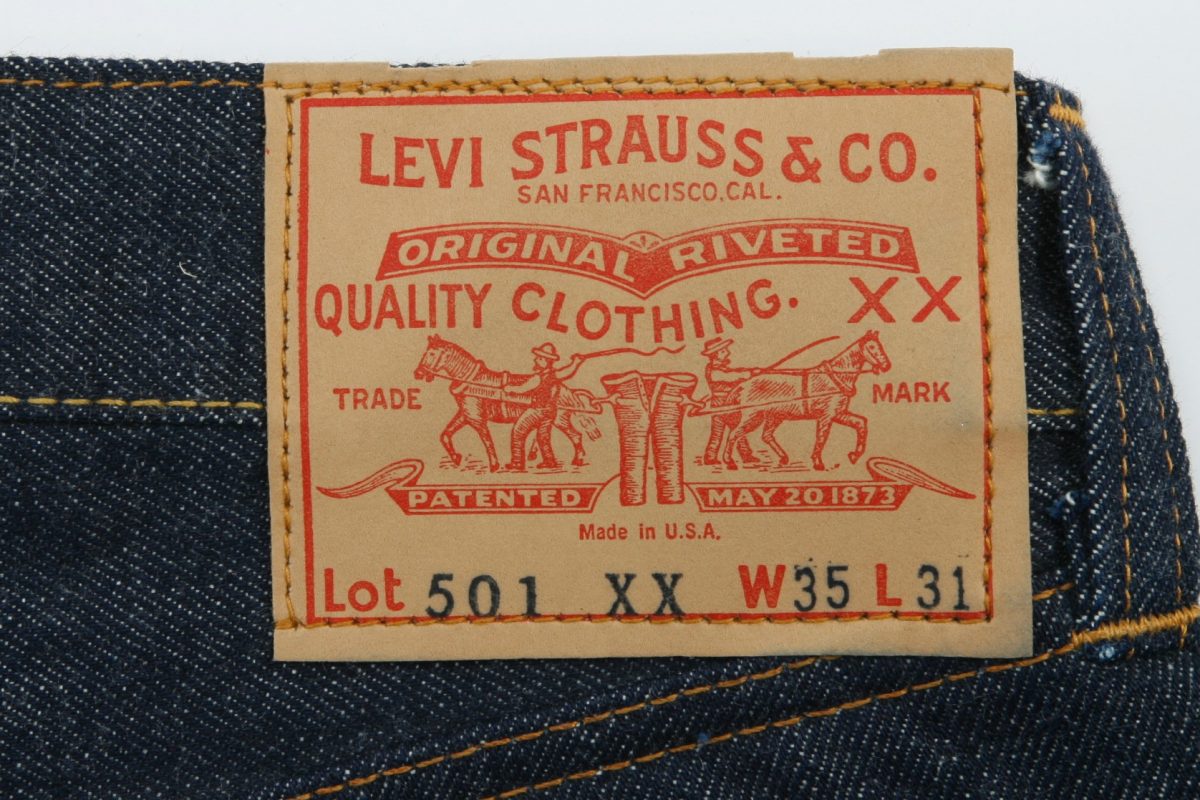 LEVI STRAUSS & CO.
SAN FRANCISCO, CAL.
ORIGINAL RIVETED
QUALITY CLOTHING. XX
TRADE MARK
PATENTED MAY 20 1873
Made in U.S.A.
Lot 501 XX W35 L31